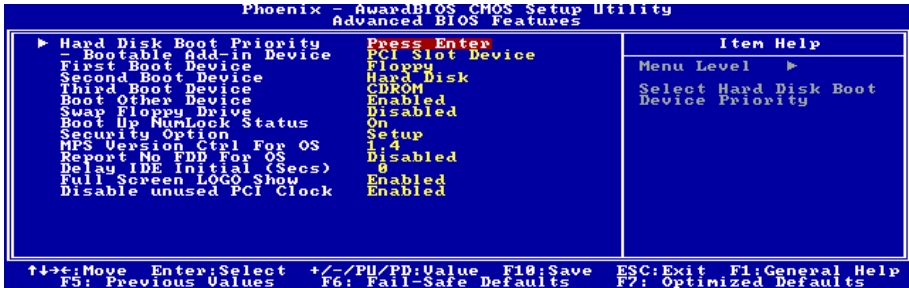 Phoenix - AwardBIOS CMOS Setup Utility
Advanced BIOS Features
▶ Hard Disk Boot Priority Press Enter
- Bootable Add-in Device PCI Slot Device
First Boot Device Floppy
Second Boot Device Hard Disk
Third Boot Device CDROM
Boot Other Device Enabled
Swap Floppy Drive Disabled
Boot Up NumLock Status On
Security Option Setup
MPS Version Ctrl For OS 1.4
Report No FDD For OS Disabled
Delay IDE Initial (Secs) 0
Full Screen LOGO Show Enabled
Disable unused PCI Clock Enabled
Item Help
Menu Level ▶
Select Hard Disk Boot
Device Priority
↑↓→←:Move Enter:Select +/-/PU/PD:Value F10:Save ESC:Exit F1:General Help
F5: Previous Values F6: Fail-Safe Defaults F7: Optimized Defaults